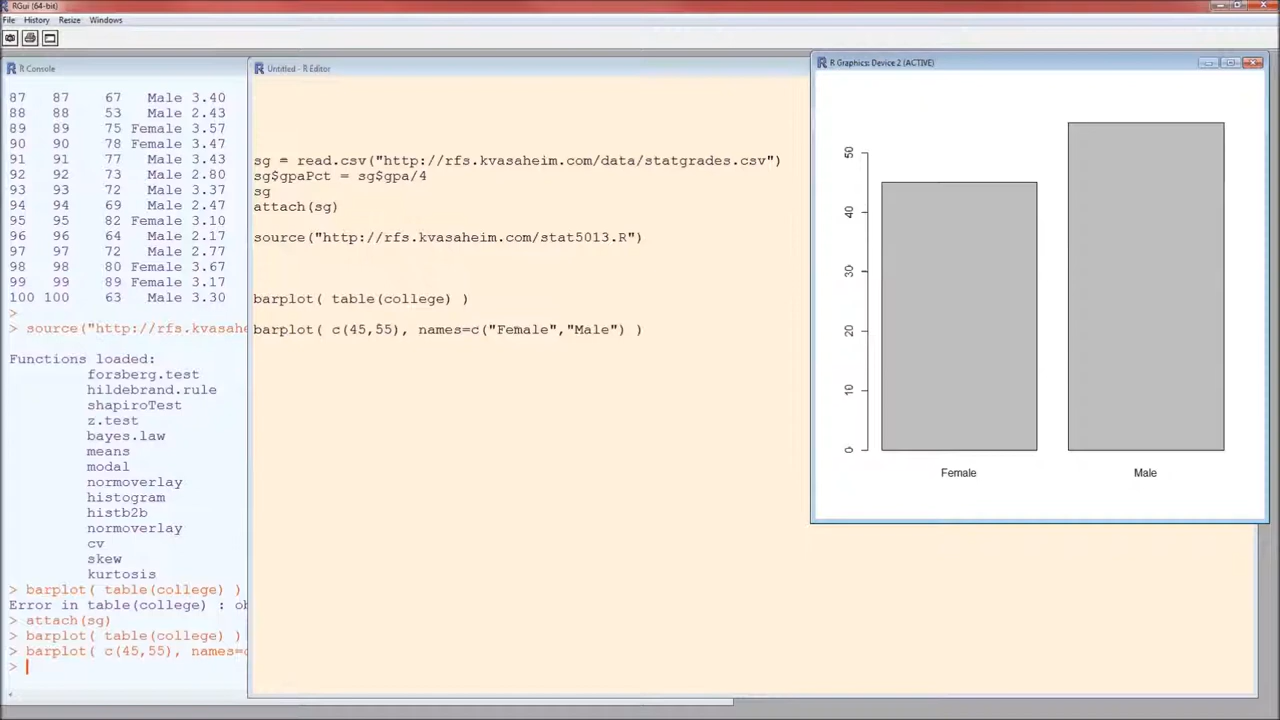 RGui (64-bit)
File History Resize Windows
R Console
87 87 67 Male 3.40
88 88 53 Male 2.43
89 89 75 Female 3.57
90 90 78 Female 3.47
91 91 77 Male 3.43
92 92 73 Male 2.80
93 93 72 Male 3.37
94 94 69 Male 2.47
95 95 82 Female 3.10
96 96 64 Male 2.17
97 97 72 Male 2.77
98 98 80 Female 3.67
99 99 89 Female 3.17
100 100 63 Male 3.30
>
> source("http://rfs.kvasahe
Functions loaded:
forsberg.test
hildebrand.rule
shapiroTest
z.test
bayes.law
means
modal
normoverlay
histogram
histb2b
normoverlay
cv
skew
kurtosis
> barplot( table(college) )
Error in table(college) : ob
> attach(sg)
> barplot( table(college) )
> barplot( c(45,55), names=c
>
Untitled - R Editor
sg = read.csv("http://rfs.kvasaheim.com/data/statgrades.csv")
sg$gpaPct = sg$gpa/4
sg
attach(sg)
source("http://rfs.kvasaheim.com/stat5013.R")
barplot( table(college) )
barplot( c(45,55), names=c("Female","Male") )
R Graphics: Device 2 (ACTIVE)
50
40
30
20
10
0
Female Male